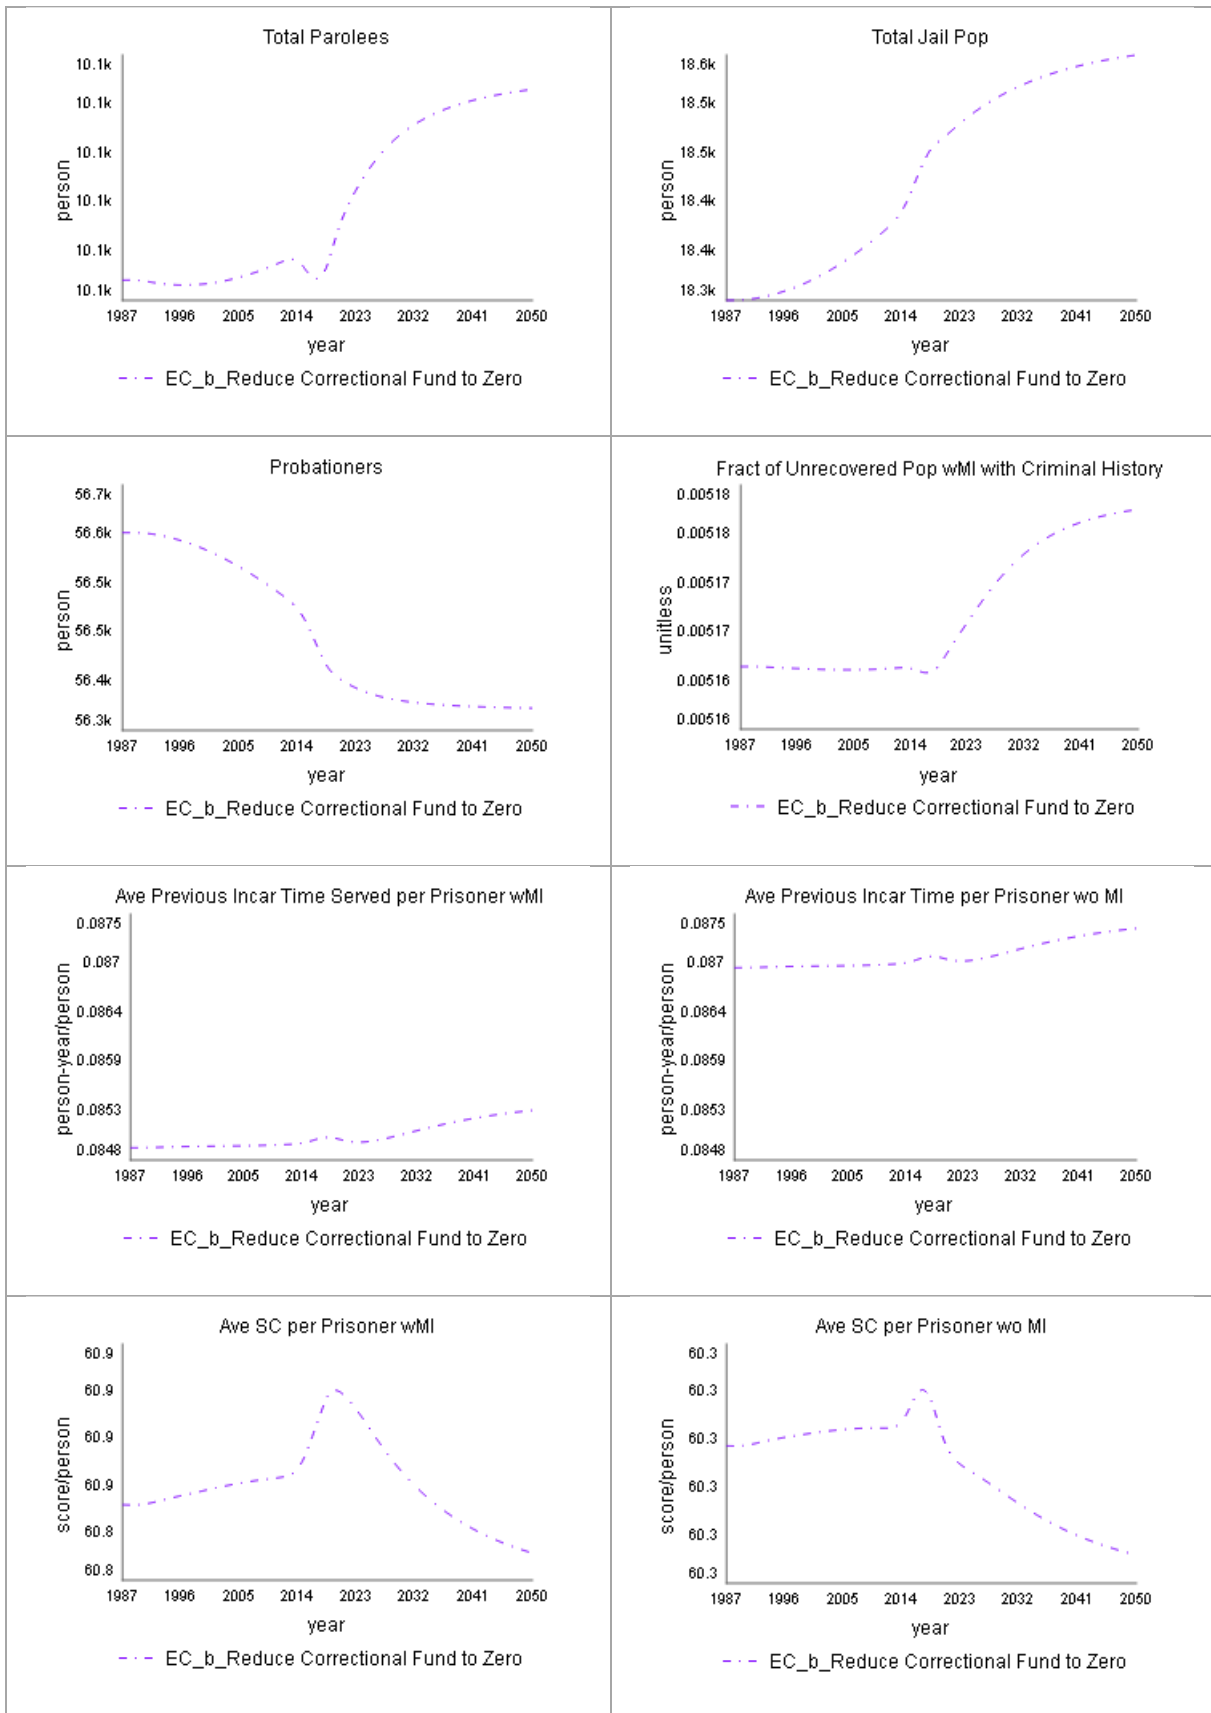 Total Parolees
10.1k
10.1k
10.1k
10.1k
10.1k
10.1k
person
1987 1996 2005 2014 2023 2032 2041 2050
year
EC_b_Reduce Correctional Fund to Zero
Total Jail Pop
18.6k
18.5k
18.5k
18.4k
18.4k
18.3k
person
1987 1996 2005 2014 2023 2032 2041 2050
year
EC_b_Reduce Correctional Fund to Zero
Probationers
56.7k
56.6k
56.5k
56.5k
56.4k
56.3k
person
1987 1996 2005 2014 2023 2032 2041 2050
year
EC_b_Reduce Correctional Fund to Zero
Fract of Unrecovered Pop wMI with Criminal History
0.00518
0.00518
0.00517
0.00517
0.00516
0.00516
unitless
1987 1996 2005 2014 2023 2032 2041 2050
year
EC_b_Reduce Correctional Fund to Zero
Ave Previous Incar Time Served per Prisoner wMI
0.0875
0.087
0.0864
0.0859
0.0853
0.0848
person-year/person
1987 1996 2005 2014 2023 2032 2041 2050
year
EC_b_Reduce Correctional Fund to Zero
Ave Previous Incar Time per Prisoner wo MI
0.0875
0.087
0.0864
0.0859
0.0853
0.0848
person-year/person
1987 1996 2005 2014 2023 2032 2041 2050
year
EC_b_Reduce Correctional Fund to Zero
Ave SC per Prisoner wMI
60.9
60.9
60.9
60.9
60.8
60.8
score/person
1987 1996 2005 2014 2023 2032 2041 2050
year
EC_b_Reduce Correctional Fund to Zero
Ave SC per Prisoner wo MI
60.3
60.3
60.3
60.3
60.3
60.3
score/person
1987 1996 2005 2014 2023 2032 2041 2050
year
EC_b_Reduce Correctional Fund to Zero